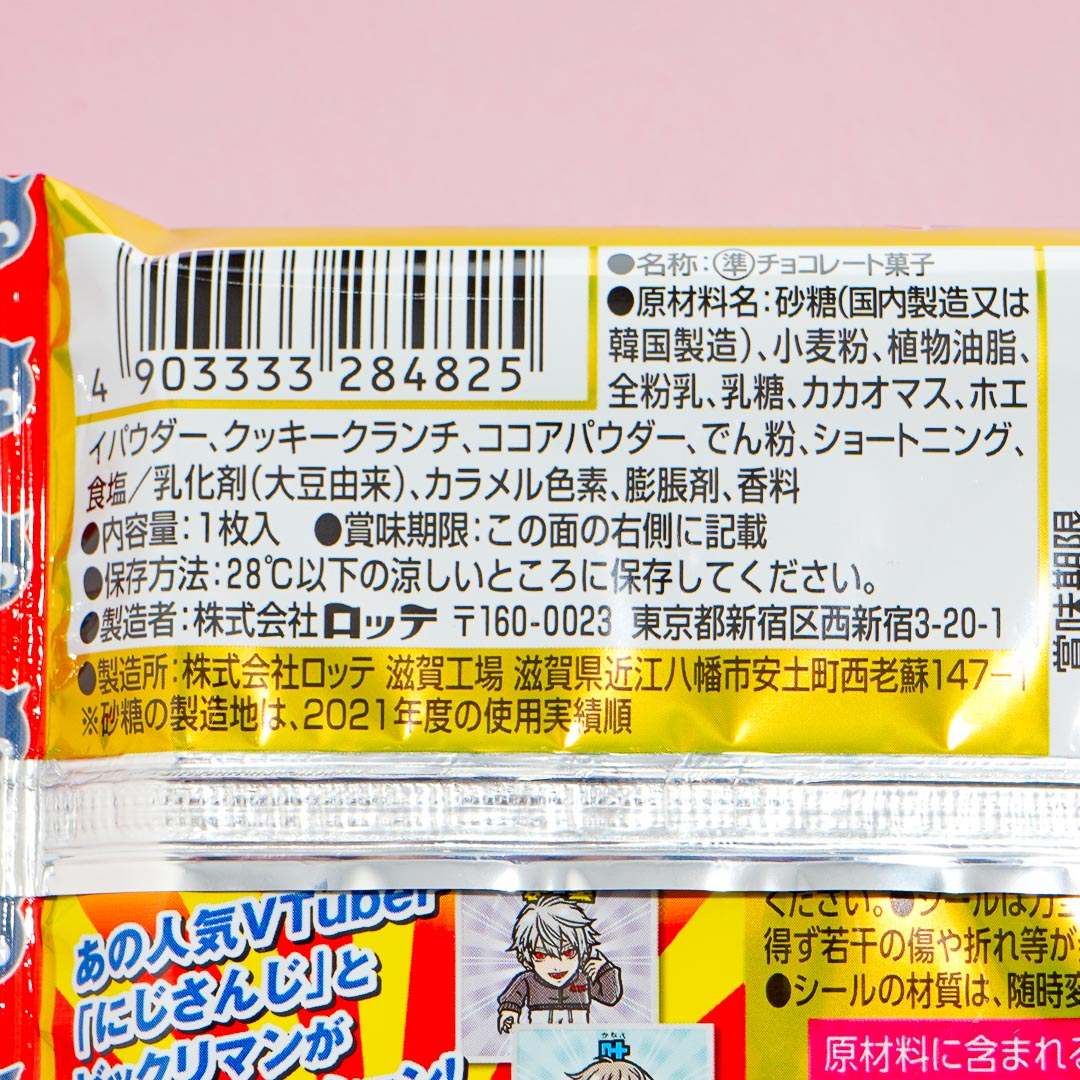 ●名称：㊜チョコレート菓子
●原材料名：砂糖(国内製造又は
韓国製造)、小麦粉、植物油脂、
全粉乳、乳糖、カカオマス、ホエ
イパウダー、クッキークランチ、ココアパウダー、でん粉、ショートニング、
食塩／乳化剤(大豆由来)、カラメル色素、膨脹剤、香料
●内容量：1枚入 ●賞味期限：この面の右側に記載
●保存方法：28℃以下の涼しいところに保存してください。
●製造者：株式会社ロッテ 〒160-0023 東京都新宿区西新宿3-20-1
●製造所：株式会社ロッテ 滋賀工場 滋賀県近江八幡市安土町西老蘇147-1
※砂糖の製造地は、2021年度の使用実績順
4 903333 284825
賞味期限
あの人気VTuber
「にじさんじ」と
ビックリマンが
ください。●シールは万全
得ず若干の傷や折れ等が
●シールの材質は、随時変
原材料に含まれる
かなえ
叶